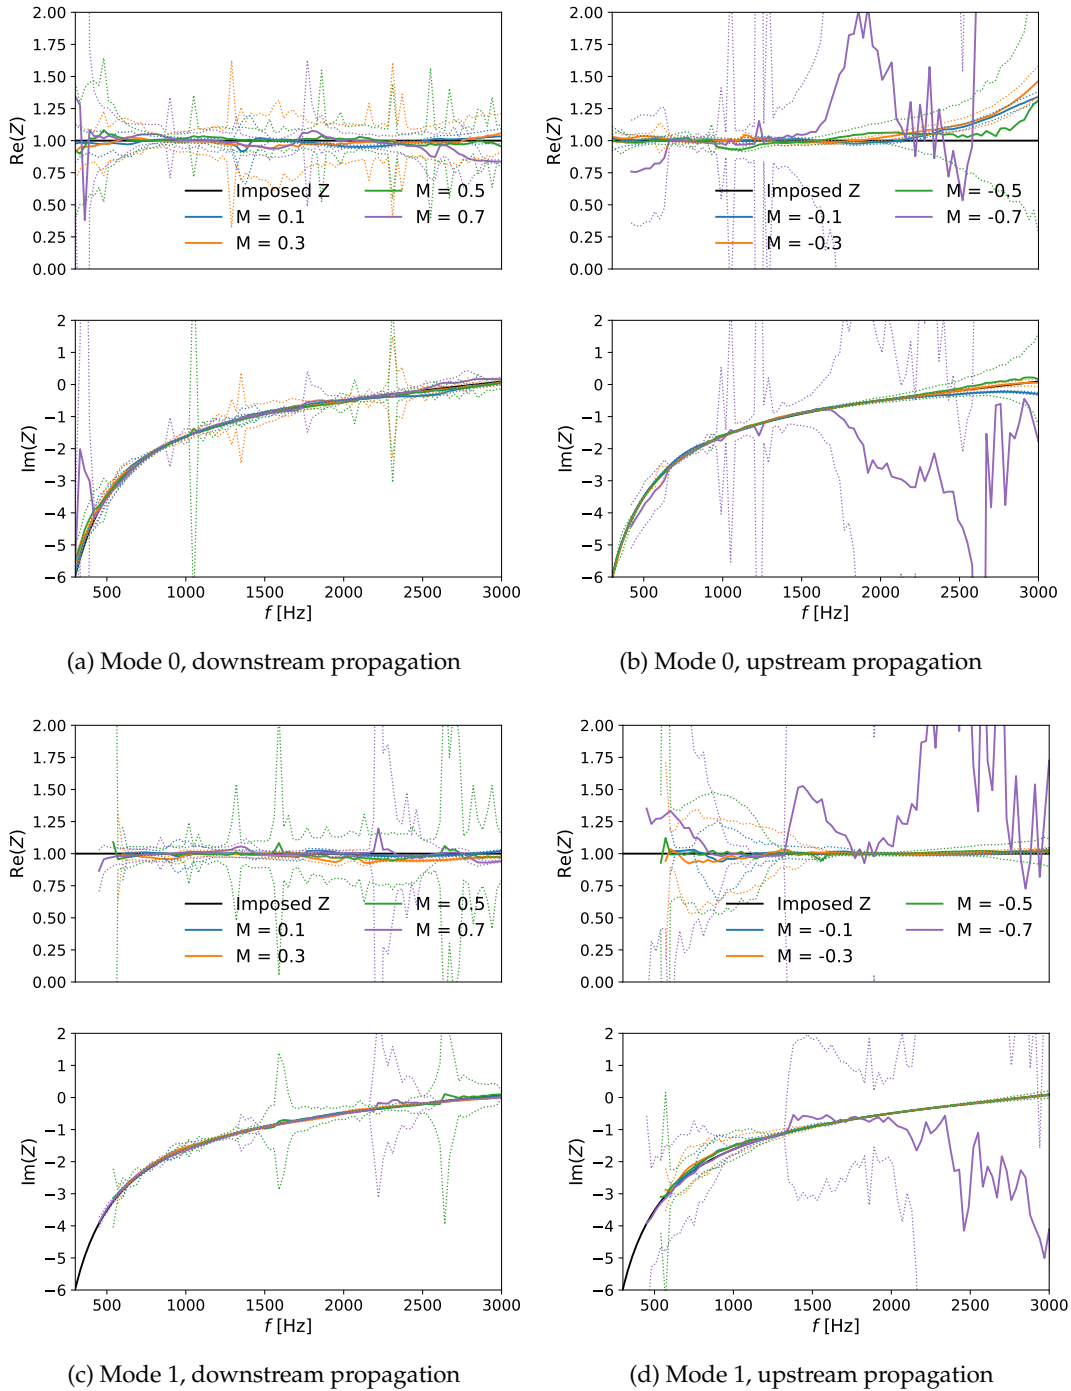 2.00
1.75
1.50
1.25
1.00
0.75
0.50
0.25
0.00
Re(Z)
Imposed Z
M = 0.1
M = 0.3
M = 0.5
M = 0.7
2
1
0
−1
−2
−3
−4
−5
−6
Im(Z)
500 1000 1500 2000 2500 3000
f [Hz]
(a) Mode 0, downstream propagation
2.00
1.75
1.50
1.25
1.00
0.75
0.50
0.25
0.00
Re(Z)
Imposed Z
M = -0.1
M = -0.3
M = -0.5
M = -0.7
2
1
0
−1
−2
−3
−4
−5
−6
Im(Z)
500 1000 1500 2000 2500 3000
f [Hz]
(b) Mode 0, upstream propagation
2.00
1.75
1.50
1.25
1.00
0.75
0.50
0.25
0.00
Re(Z)
Imposed Z
M = 0.1
M = 0.3
M = 0.5
M = 0.7
2
1
0
−1
−2
−3
−4
−5
−6
Im(Z)
500 1000 1500 2000 2500 3000
f [Hz]
(c) Mode 1, downstream propagation
2.00
1.75
1.50
1.25
1.00
0.75
0.50
0.25
0.00
Re(Z)
Imposed Z
M = -0.1
M = -0.3
M = -0.5
M = -0.7
2
1
0
−1
−2
−3
−4
−5
−6
Im(Z)
500 1000 1500 2000 2500 3000
f [Hz]
(d) Mode 1, upstream propagation